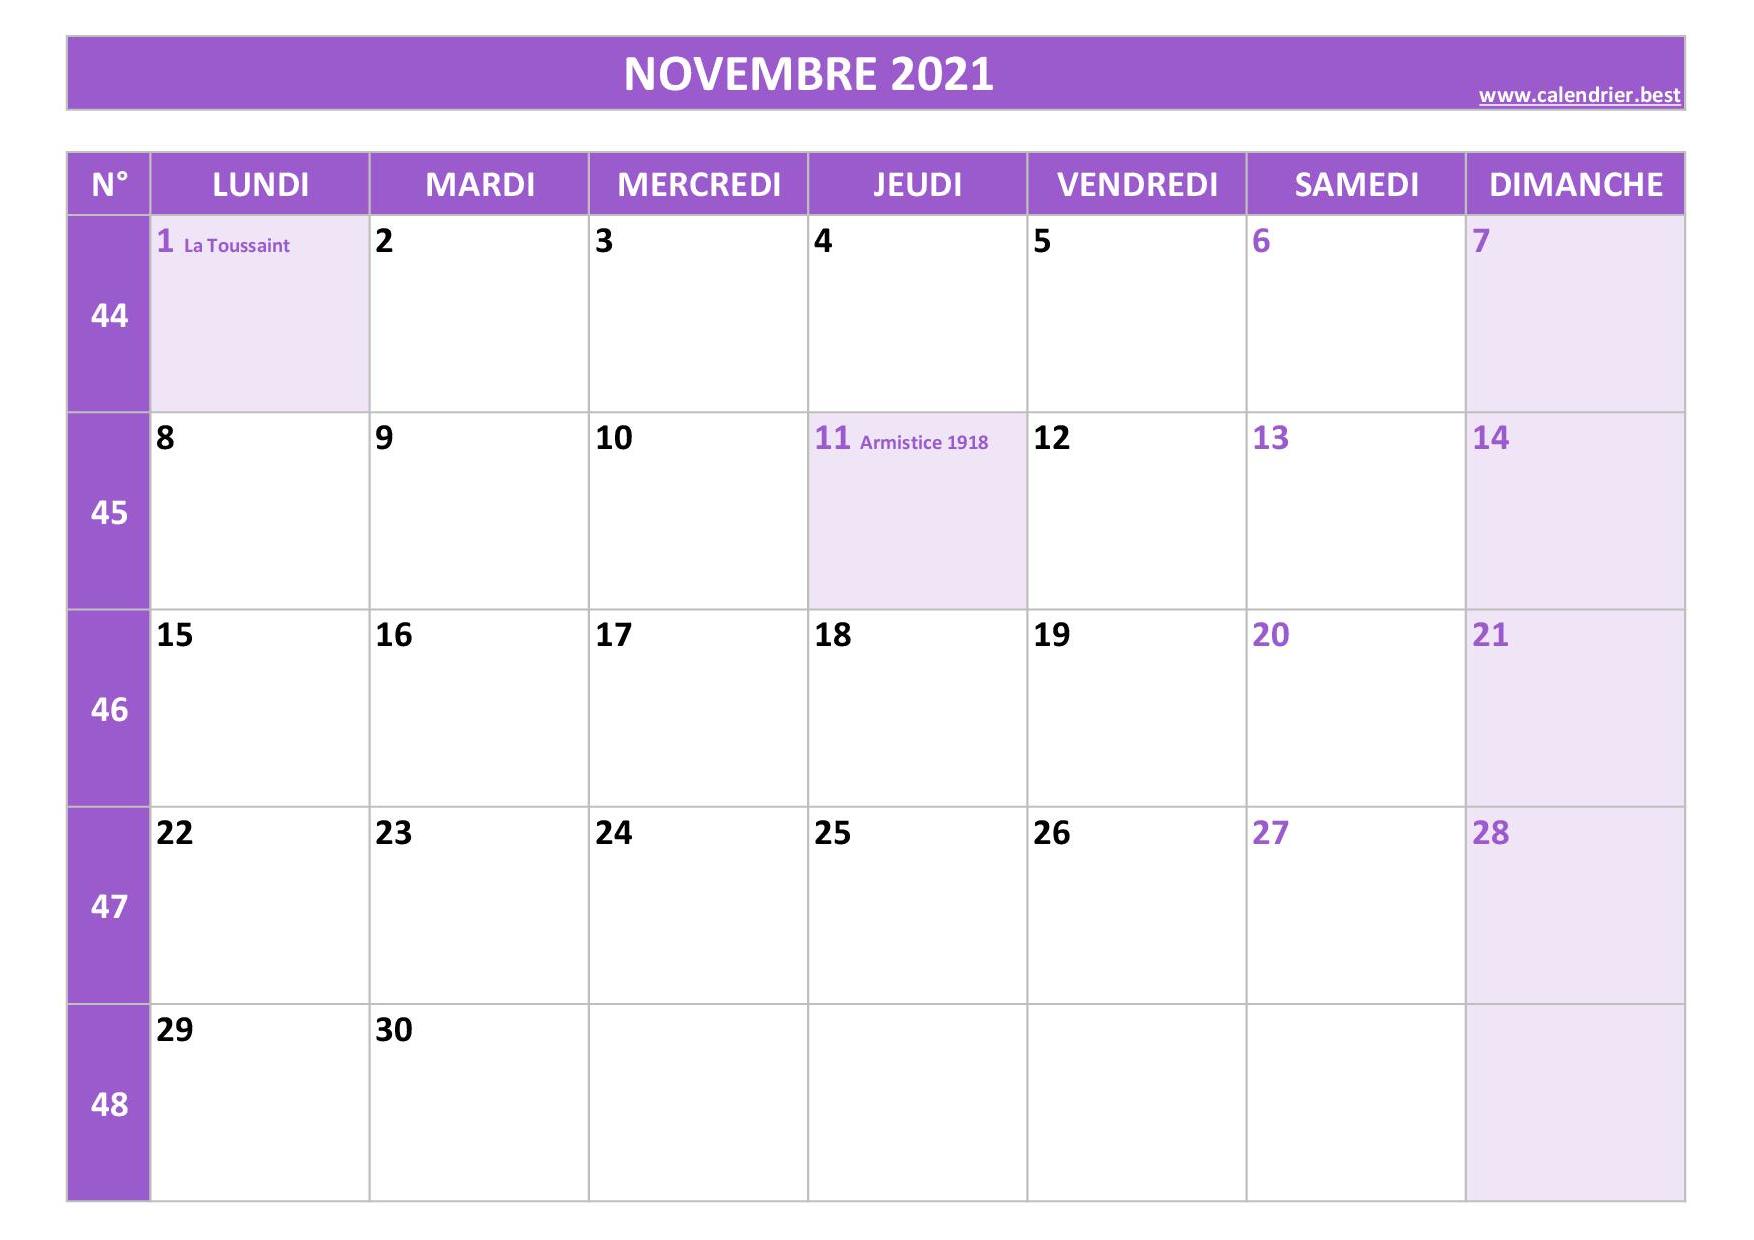 NOVEMBRE 2021
www.calendrier.best
N° LUNDI MARDI MERCREDI JEUDI VENDREDI SAMEDI DIMANCHE
44 1 La Toussaint 2 3 4 5 6 7
45 8 9 10 11 Armistice 1918 12 13 14
46 15 16 17 18 19 20 21
47 22 23 24 25 26 27 28
48 29 30